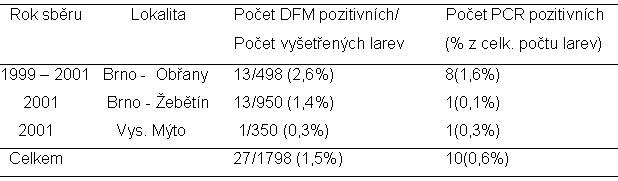 Rok sběru Lokalita Počet DFM pozitivních/ Počet PCR pozitivních
Počet vyšetřených larev (% z celk. počtu larev)
1999 – 2001 Brno - Obřany 13/498 (2,6%) 8(1,6%)
2001 Brno - Žebětín 13/950 (1,4%) 1(0,1%)
2001 Vys. Mýto 1/350 (0,3%) 1(0,3%)
Celkem 27/1798 (1,5%) 10(0,6%)